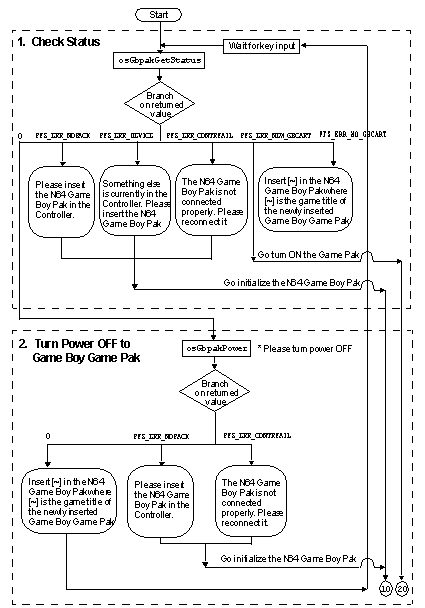 Start
1. Check Status
Wait for key input
osGbpakGetStatus
Branch
on returned
value
0
PFS_ERR_NOPACK
PFS_ERR_DEVICE
PFS_ERR_CONTRFAIL
PFS_ERR_NEW_GBCART
PFS_ERR_NO_GBCART
Please insert
the N64 Game
Boy Pak in the
Controller.
Something else
is currently in the
Controller. Please
insert the N64
Game Boy Pak
The N64 Game
Boy Pak is not
connected
properly. Please
reconnect it
Insert [~] in the N64
Game Boy Pak where
[~] is the game title of
the newly inserted
Game Boy Game Pak
Go turn ON the Game Pak
Go initialize the N64 Game Boy Pak
2. Turn Power OFF to
Game Boy Game Pak
osGbpakPower
* Please turn power OFF
Branch
on returned
value
0
PFS_ERR_NOPACK
PFS_ERR_CONTRFAIL
Insert [~] in the N64
Game Boy Pak where
[~] is the game title of
the newly inserted
Game Boy Game Pak
Please insert
the N64 Game
Boy Pak in the
Controller.
The N64 Game
Boy Pak is not
connected
properly. Please
reconnect it.
Go initialize the N64 Game Boy Pak
10
20